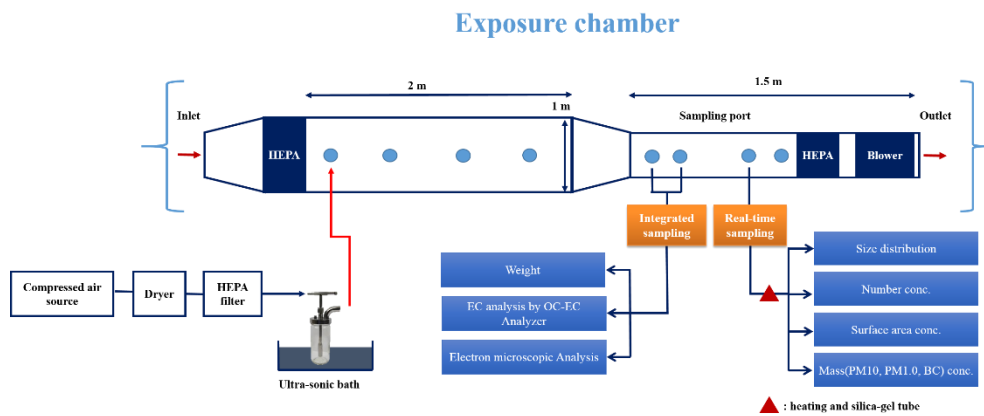 Exposure chamber
2 m
1.5 m
1 m
Inlet
Sampling port
Outlet
HEPA
HEPA
Blower
Integrated
sampling
Real-time
sampling
Size distribution
Weight
Number conc.
Compressed air
source
Dryer
HEPA
filter
EC analysis by OC-EC
Analyzer
Surface area conc.
Electron microscopic Analysis
Mass(PM10, PM1.0, BC) conc.
Ultra-sonic bath
: heating and silica-gel tube